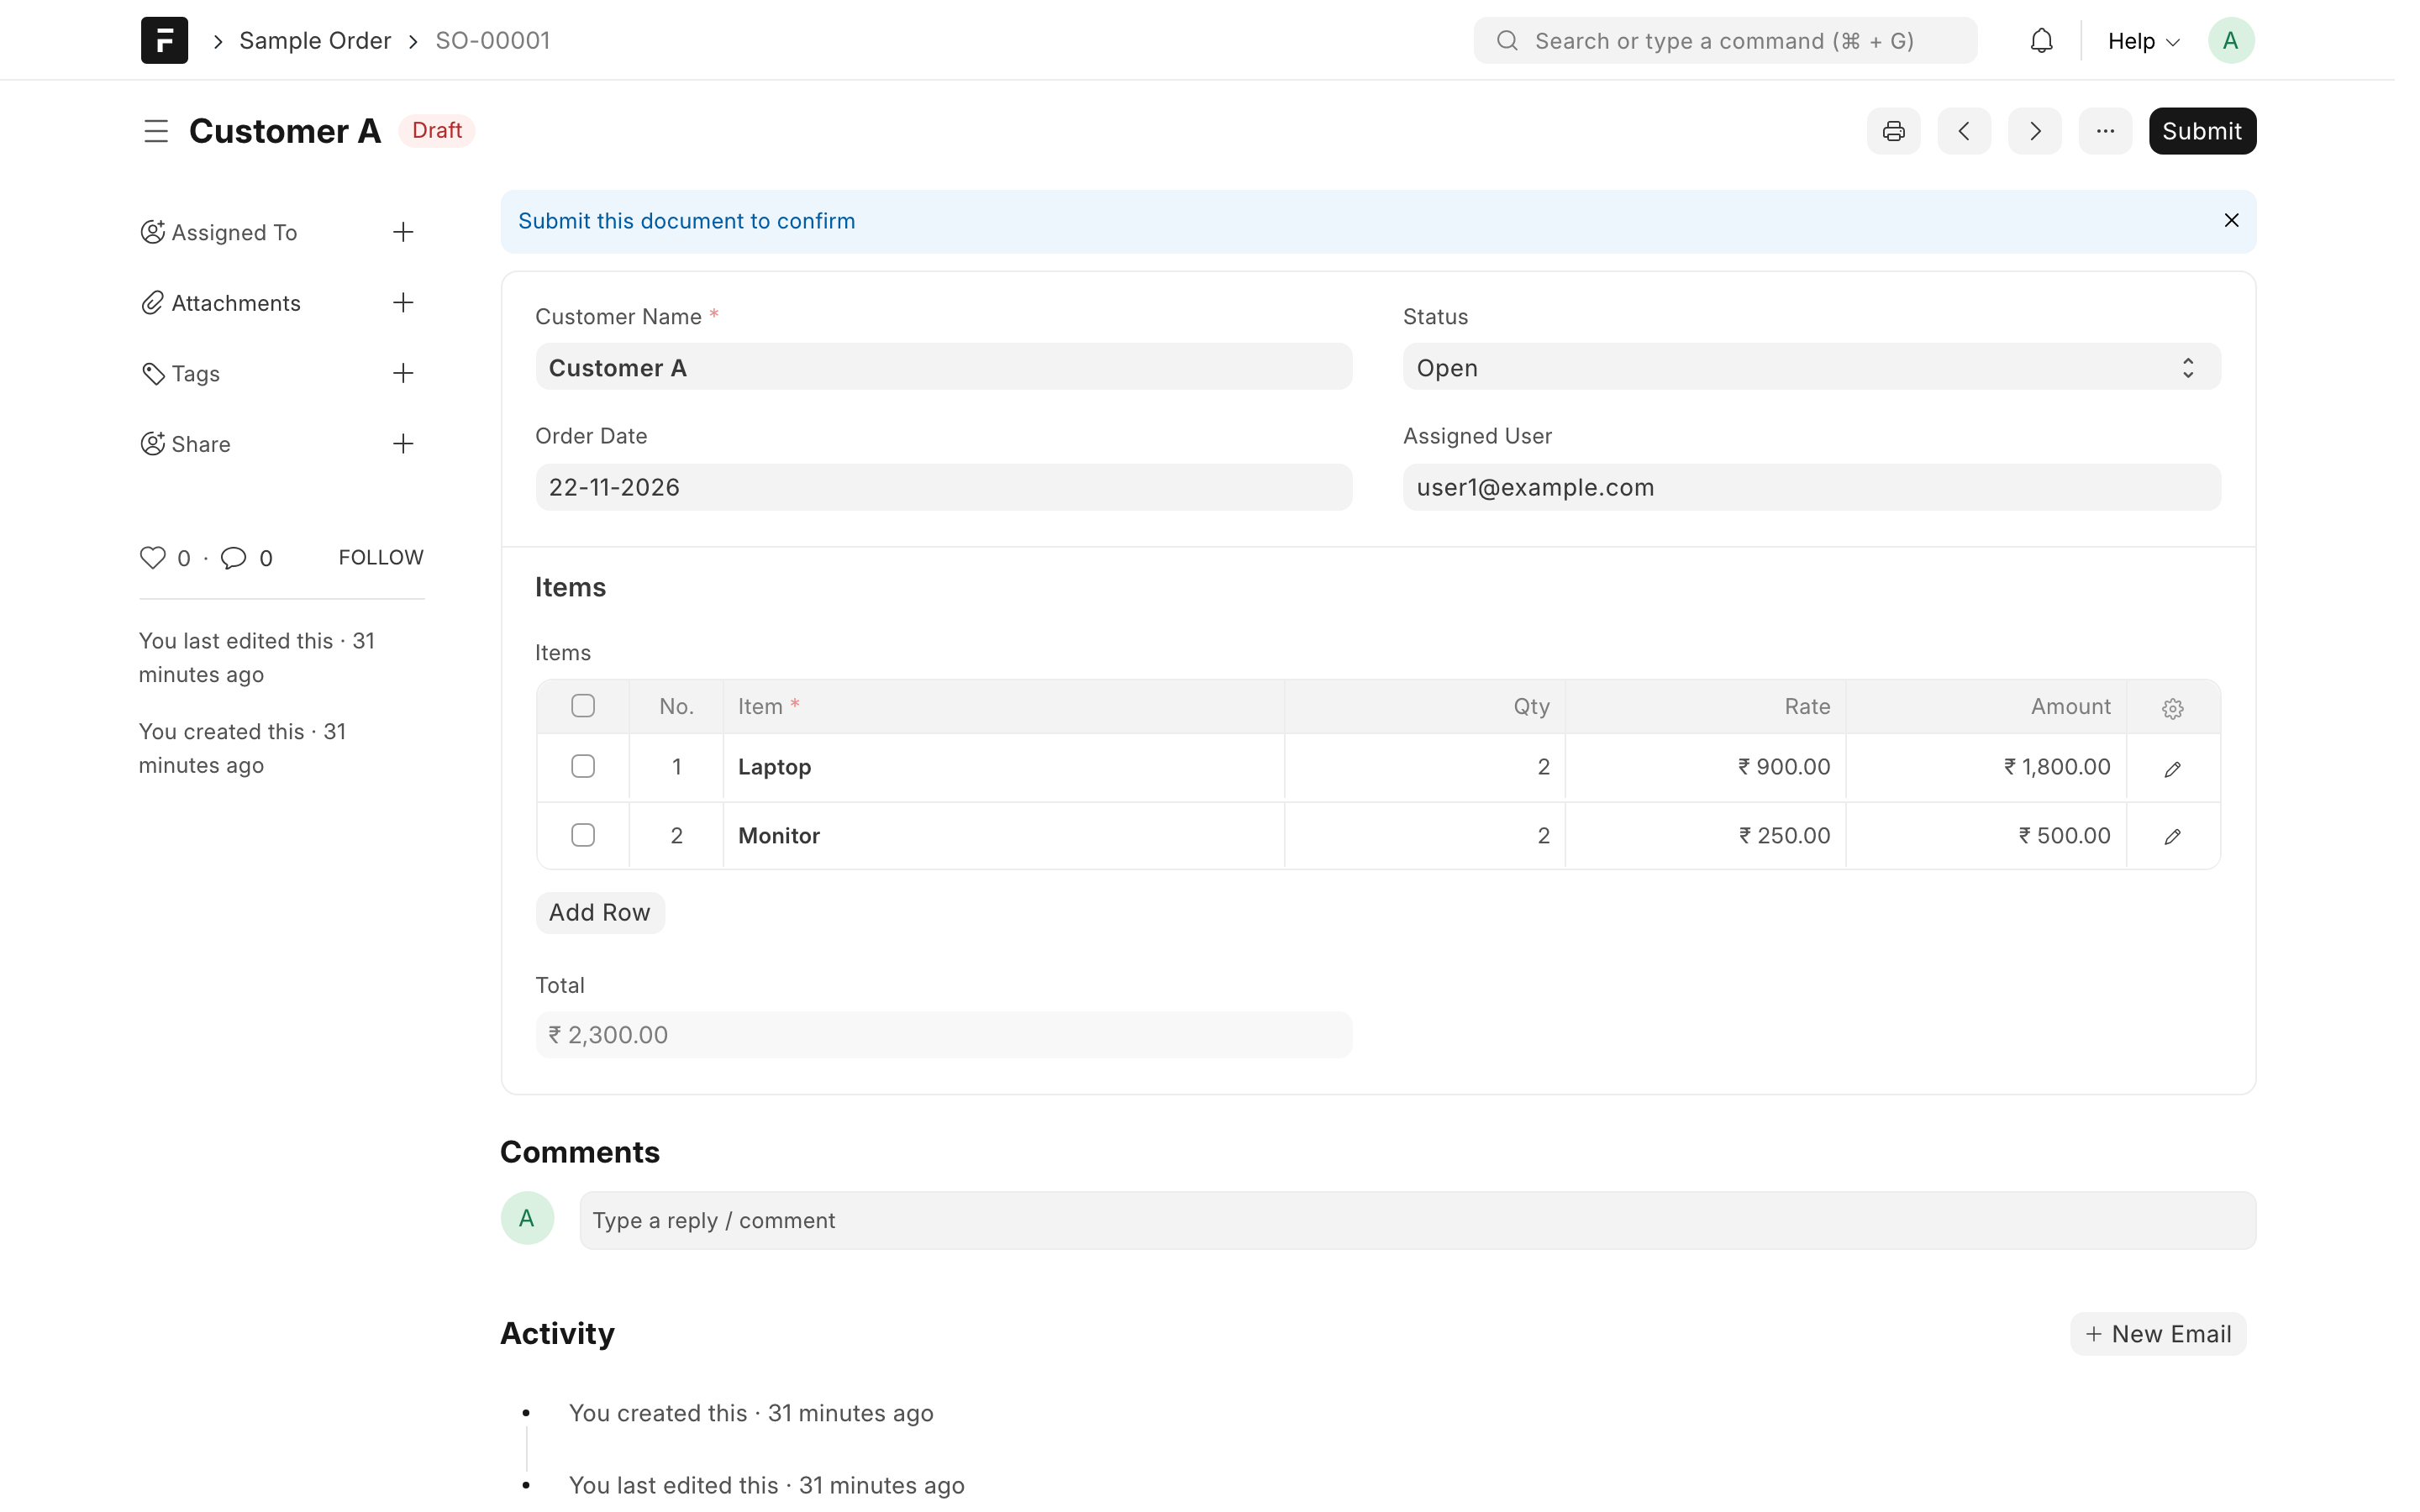 Sample Order SO-00001
Search or type a command (⌘ + G)
Help
A
Customer A Draft
Submit
Assigned To
Attachments
Tags
Share
0 · 0 FOLLOW
You last edited this · 31
minutes ago
You created this · 31
minutes ago
Submit this document to confirm
Customer Name *
Customer A
Status
Open
Order Date
22-11-2026
Assigned User
user1@example.com
Items
Items
No. Item * Qty Rate Amount
1 Laptop 2 ₹ 900.00 ₹ 1,800.00
2 Monitor 2 ₹ 250.00 ₹ 500.00
Add Row
Total
₹ 2,300.00
Comments
A
Type a reply / comment
Activity
+ New Email
You created this · 31 minutes ago
You last edited this · 31 minutes ago